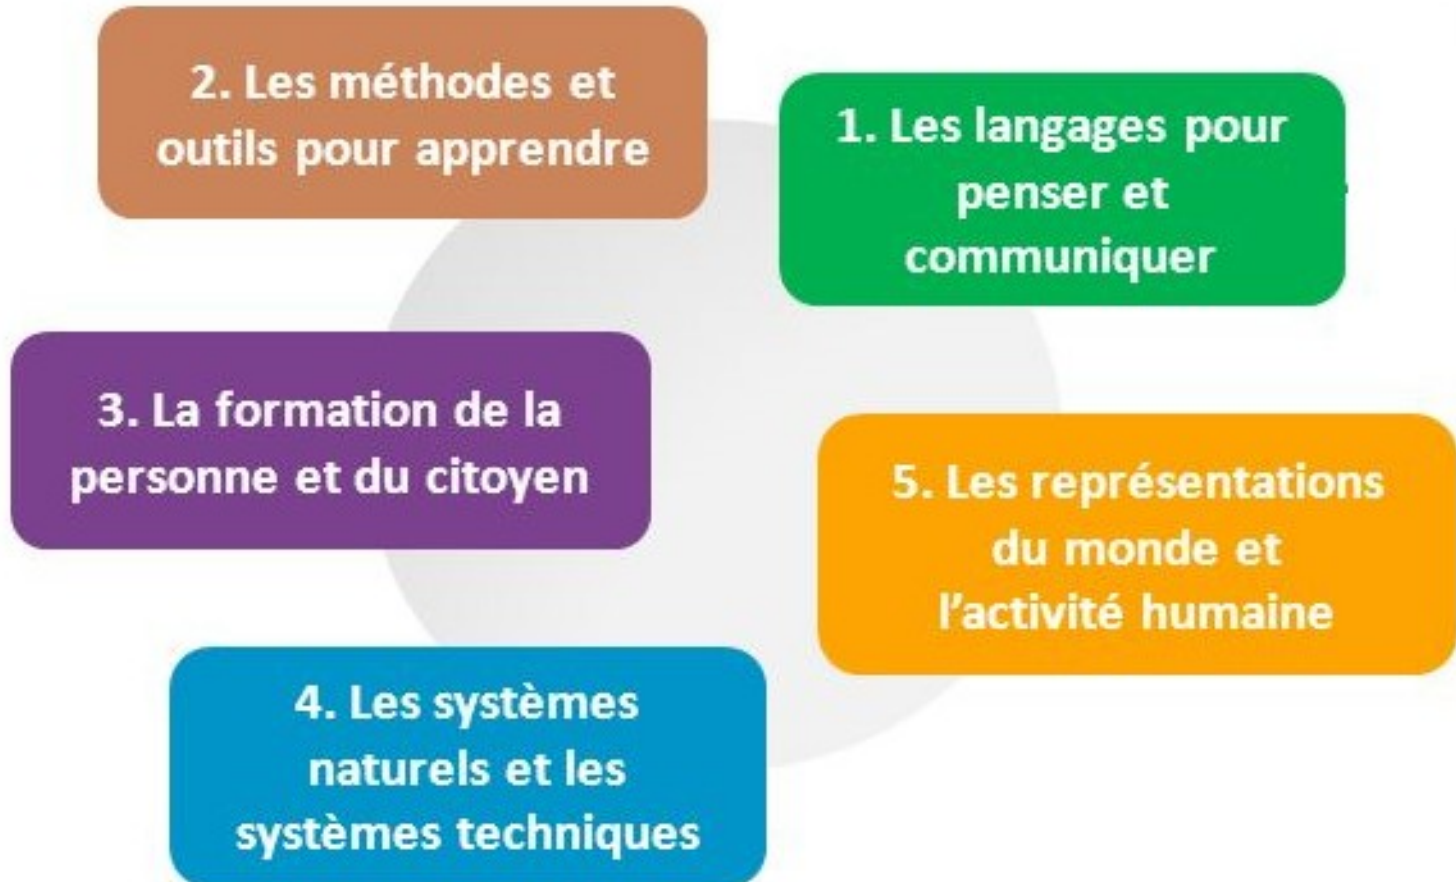 2. Les méthodes et
outils pour apprendre
1. Les langages pour
penser et
communiquer
3. La formation de la
personne et du citoyen
5. Les représentations
du monde et
l’activité humaine
4. Les systèmes
naturels et les
systèmes techniques